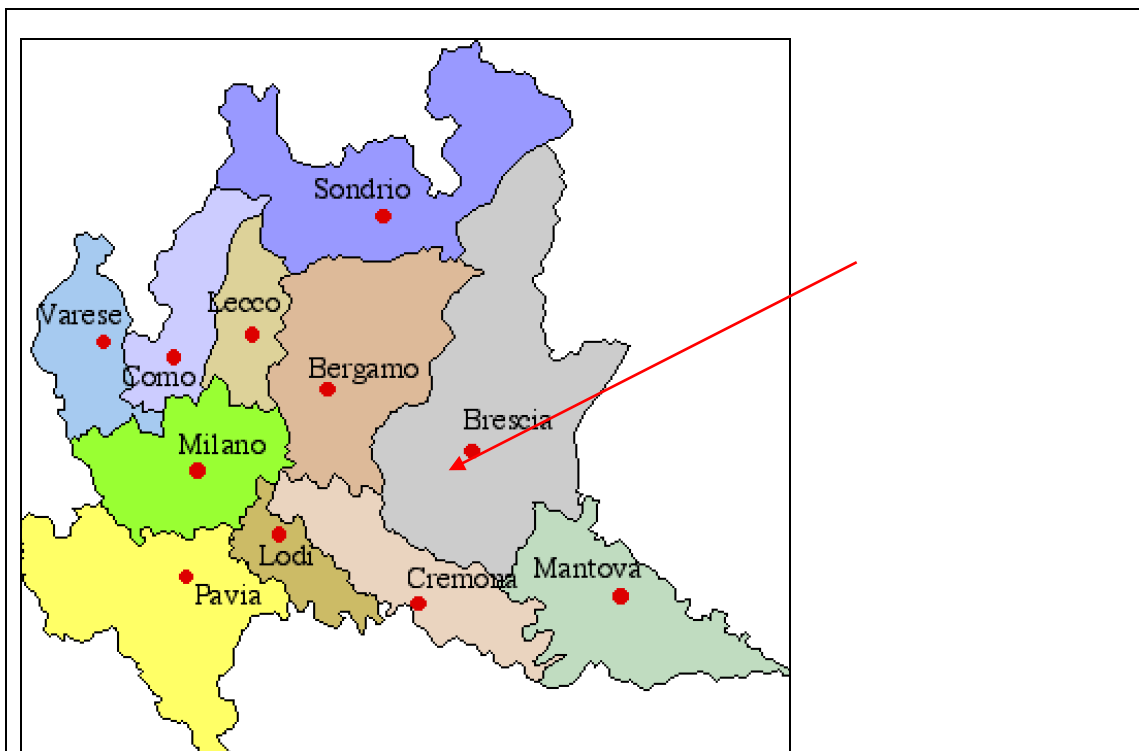 Sondrio
Lecco
Varese
Bergamo
Como
Brescia
Milano
Lodi
Mantova
Cremona
Pavia